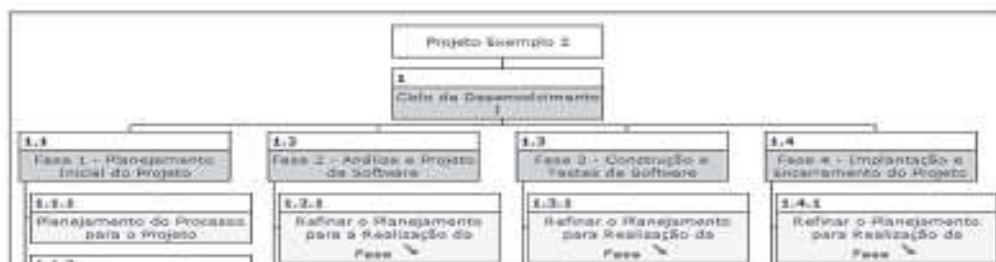 Projeto Exemplo 2
1
Ciclo de Desenvolvimento
1
1.1
Fase 1 - Planejamento
Inicial do Projeto
1.2
Fase 2 - Análise e Projeto
de Software
1.3
Fase 3 - Construção e
Testes de Software
1.4
Fase 4 - Implantação e
Encerramento do Projeto
1.1.1
Planejamento do Processo
para o Projeto
1.2.1
Refinar o Planejamento
para a Realização da
Fase
1.3.1
Refinar o Planejamento
para Realização da
Fase
1.4.1
Refinar o Planejamento
para Realização da
Fase